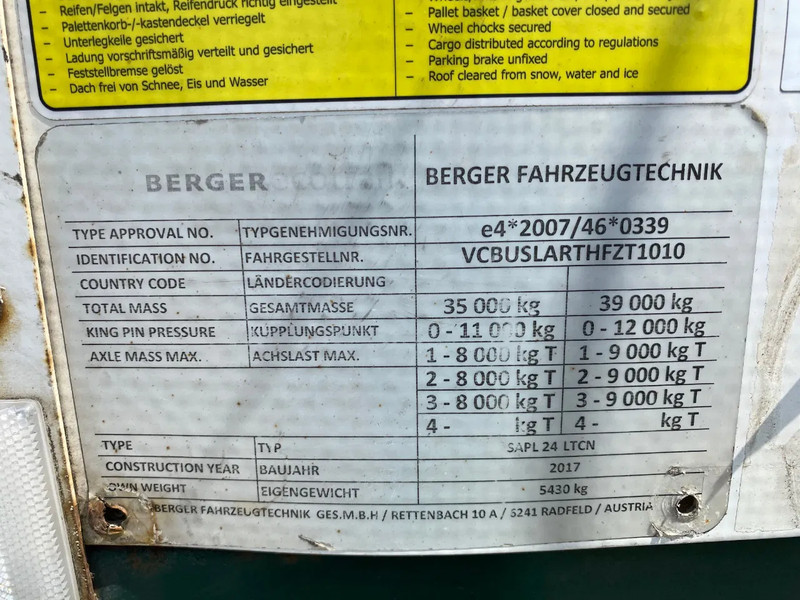 – Reifen/Felgen intakt, Reifendruck richtig eingestellt
– Palettenkorb-/-kastendeckel verriegelt
– Unterlegkeile gesichert
– Ladung vorschriftsmäßig verteilt und gesichert
– Feststellbremse gelöst
– Dach frei von Schnee, Eis und Wasser
– Pallet basket / basket cover closed and secured
– Wheel chocks secured
– Cargo distributed according to regulations
– Parking brake unfixed
– Roof cleared from snow, water and ice
BERGER BERGER FAHRZEUGTECHNIK
TYPE APPROVAL NO. TYPGENEHMIGUNGSNR. e4*2007/46*0339
IDENTIFICATION NO. FAHRGESTELLNR. VCBUSLARTHFZT1010
COUNTRY CODE LÄNDERCODIERUNG
TOTAL MASS GESAMTMASSE 35 000 kg 39 000 kg
KING PIN PRESSURE KUPPLUNGSPUNKT 0 - 11 000 kg 0 - 12 000 kg
AXLE MASS MAX. ACHSLAST MAX. 1 - 8 000 kg T 1 - 9 000 kg T
2 - 8 000 kg T 2 - 9 000 kg T
3 - 8 000 kg T 3 - 9 000 kg T
4 - kg T 4 - kg T
TYPE TYP SAPL 24 LTCN
CONSTRUCTION YEAR BAUJAHR 2017
OWN WEIGHT EIGENGEWICHT 5430 kg
BERGER FAHRZEUGTECHNIK GES.M.B.H / RETTENBACH 10 A / 6241 RADFELD / AUSTRIA